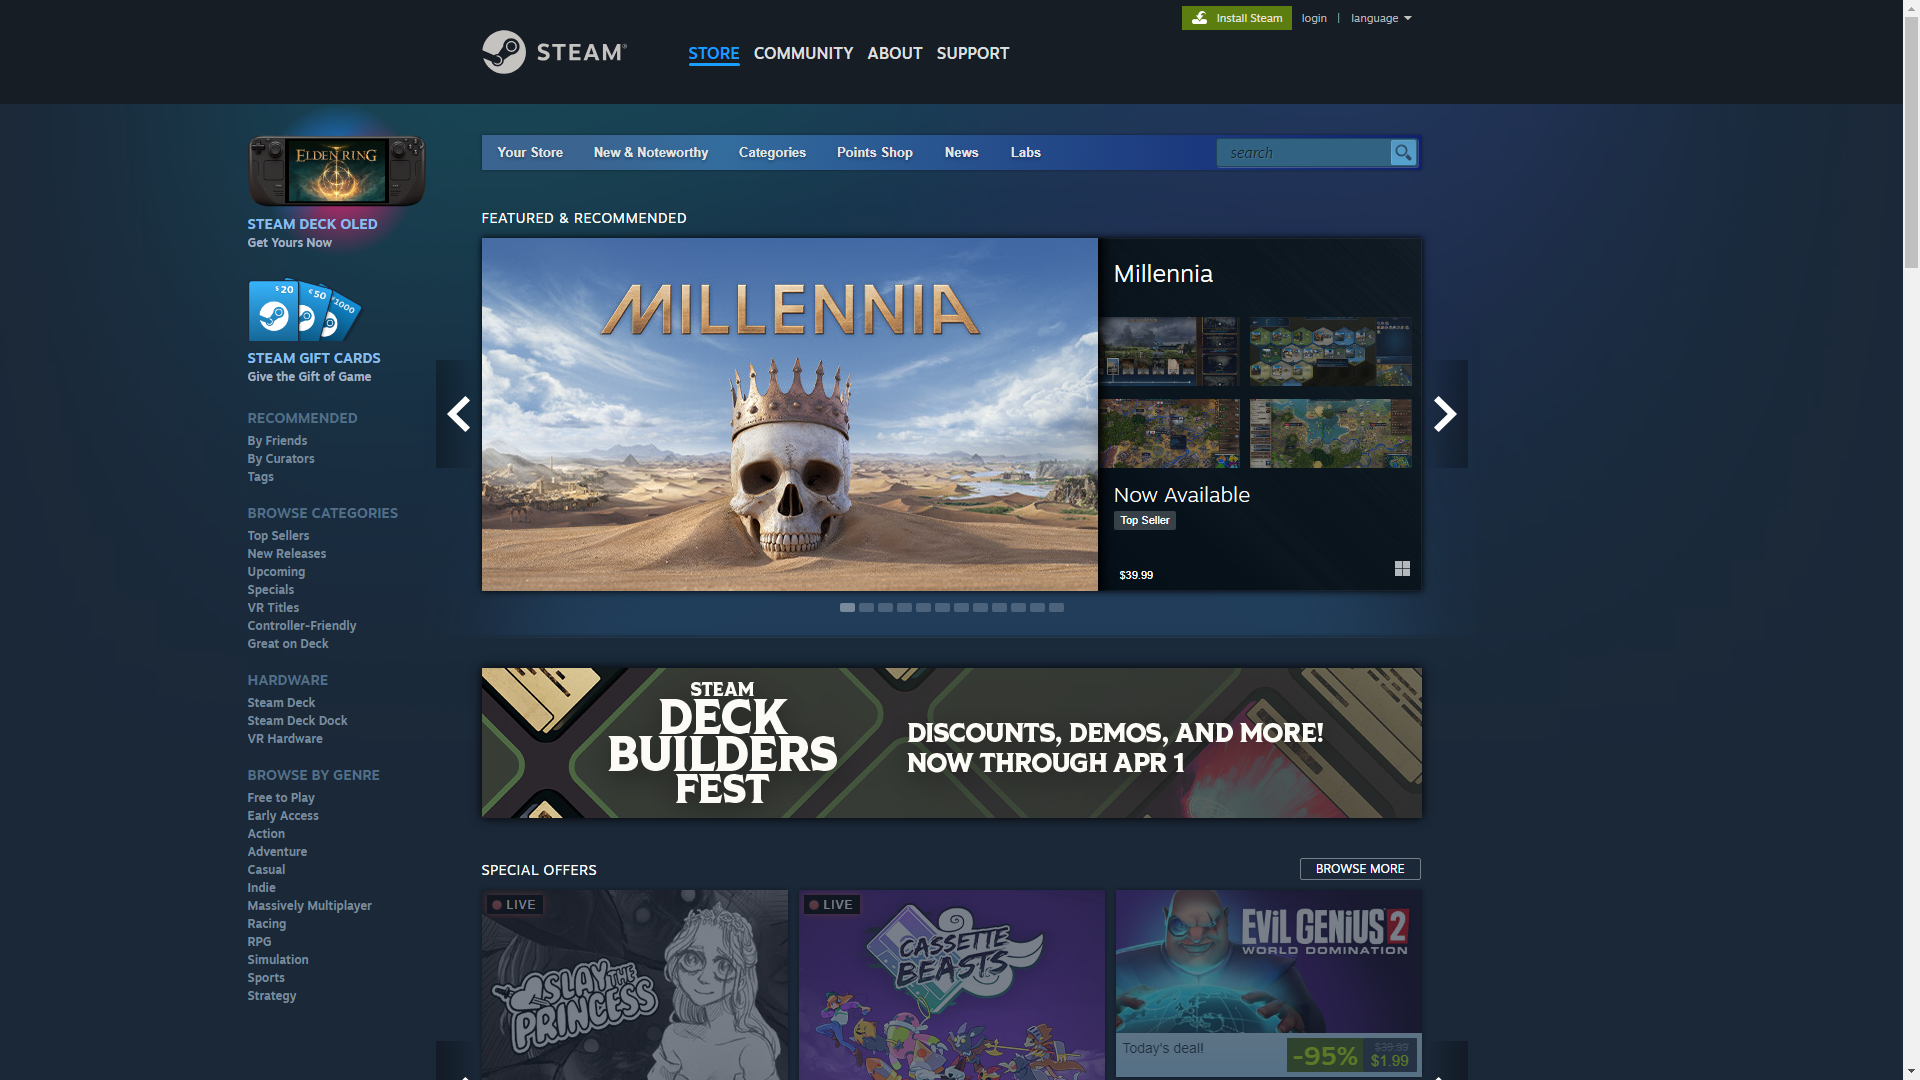 Install Steam
login | language
STEAM®
STORE COMMUNITY ABOUT SUPPORT
ELDEN RING
STEAM DECK OLED
Get Yours Now
$20 €50 ¥1000
STEAM GIFT CARDS
Give the Gift of Game
RECOMMENDED
By Friends
By Curators
Tags
BROWSE CATEGORIES
Top Sellers
New Releases
Upcoming
Specials
VR Titles
Controller-Friendly
Great on Deck
HARDWARE
Steam Deck
Steam Deck Dock
VR Hardware
BROWSE BY GENRE
Free to Play
Early Access
Action
Adventure
Casual
Indie
Massively Multiplayer
Racing
RPG
Simulation
Sports
Strategy
Your Store New & Noteworthy Categories Points Shop News Labs search
FEATURED & RECOMMENDED
MILLENNIA
Millennia
Now Available
Top Seller
$39.99
STEAM
DECK
BUILDERS
FEST
DISCOUNTS, DEMOS, AND MORE!
NOW THROUGH APR 1
SPECIAL OFFERS
BROWSE MORE
LIVE
SLAY THE
PRINCESS
LIVE
CASSETTE
BEASTS
EVIL GENIUS 2
WORLD DOMINATION
Today's deal!
-95%
$39.99
$1.99